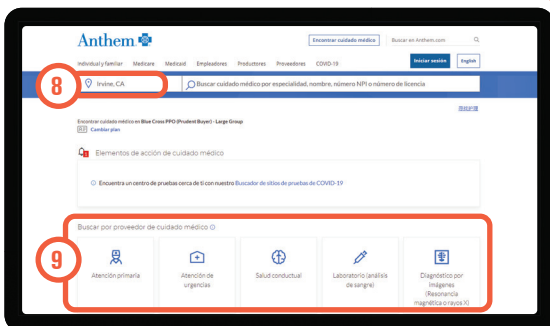 Anthem
Encontrar cuidado médico
Buscar en Anthem.com
Individual y familiar Medicare Medicaid Empleadores Productores Proveedores COVID-19
Iniciar sesión
English
8
Irvine, CA
Buscar cuidado médico por especialidad, nombre, número NPI o número de licencia
Encontrar cuidado médico en Blue Cross PPO (Prudent Buyer) - Large Group
Cambiar plan
1
Elementos de acción de cuidado médico
Encuentra un centro de pruebas cerca de ti con nuestro Buscador de sitios de pruebas de COVID-19
9
Buscar por proveedor de cuidado médico
Atención primaria
Atención de
urgencias
Salud conductual
Laboratorio (análisis
de sangre)
Diagnóstico por
Imágenes
(Resonancia
magnética o rayos X)